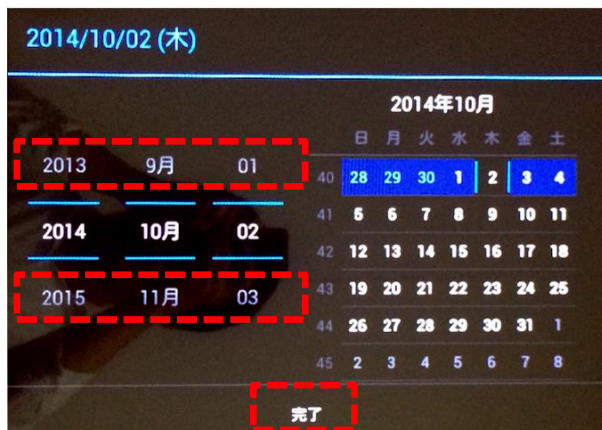 2014/10/02 (木)
2013 9月 01
2014 10月 02
2015 11月 03
2014年10月
日 月 火 水 木 金 土
40 28 29 30 1 2 3 4
41 5 6 7 8 9 10 11
42 12 13 14 15 16 17 18
43 19 20 21 22 23 24 25
44 26 27 28 29 30 31 1
45 2 3 4 5 6 7 8
完了